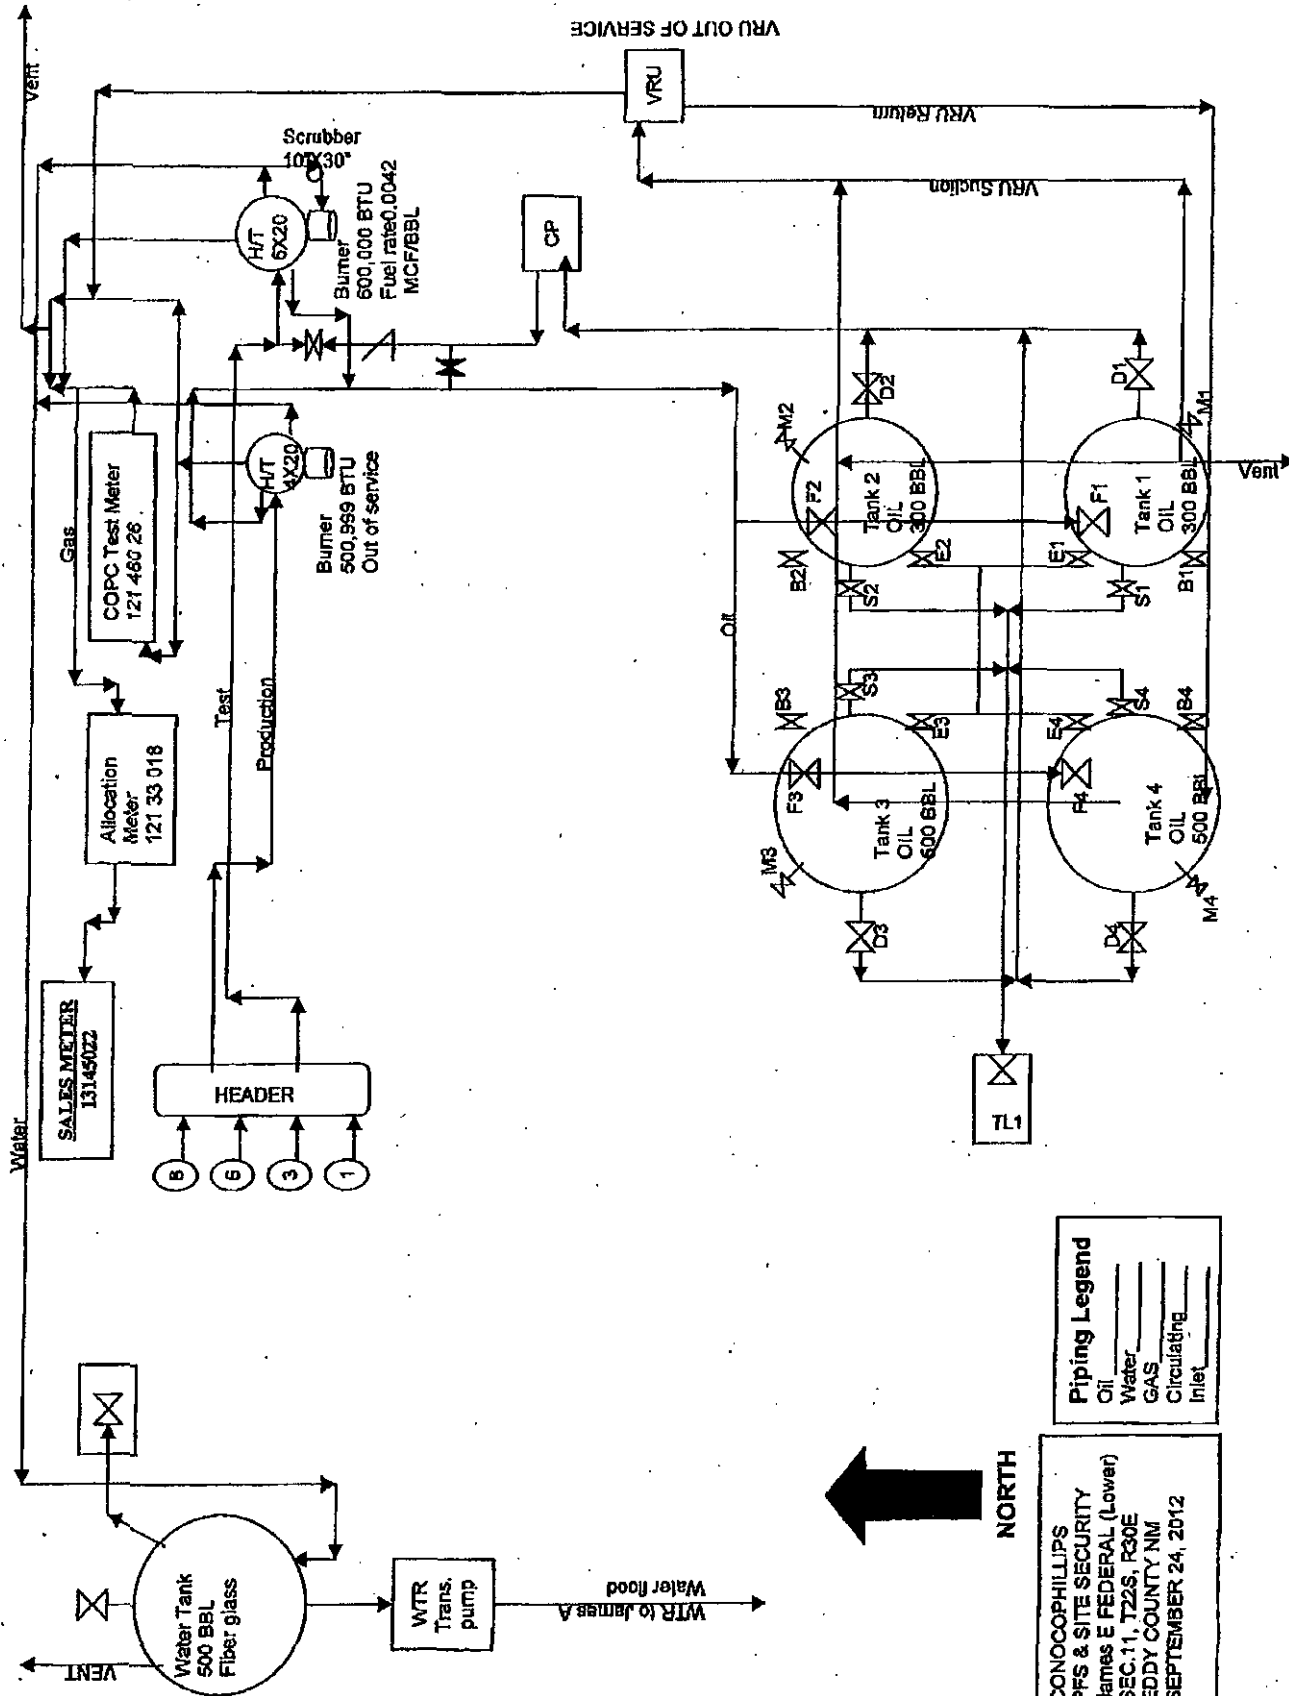 Vent
VRU OUT OF SERVICE
VRU
VRU Return
VRU Suction
Scrubber
10"X30"
H/T
6X20
Burner
600,000 BTU
Fuel rate0.0042
MCF/BBL
CP
COPC Test Meter
121 460 26
Gas
H/T
4X20
Burner
500,999 BTU
Out of service
Allocation
Meter
121 33 018
Test
Production
SALES METER
13145022
Water
HEADER
8
6
3
1
Oil
M2
D2
F2
Tank 2
OIL
300 BBL
B2
E2
S2
D1
M1
F1
Tank 1
OIL
300 BBL
E1
B1
S1
Vent
B3
S3
E3
F3
Tank 3
OIL
M3
D3
S4
E4
B4
F4
Tank 4
OIL
500 BBL
M4
D4
TL1
VENT
Water Tank
500 BBL
Fiber glass
WTR
Trans.
pump
WTR to James A
Water flood
NORTH
Piping Legend
Oil
Water
GAS
Circulating
Inlet
CONOCOPHILLIPS
PFS & SITE SECURITY
James E FEDERAL (Lower)
SEC.11, T22S, R30E
EDDY COUNTY NM
SEPTEMBER 24, 2012